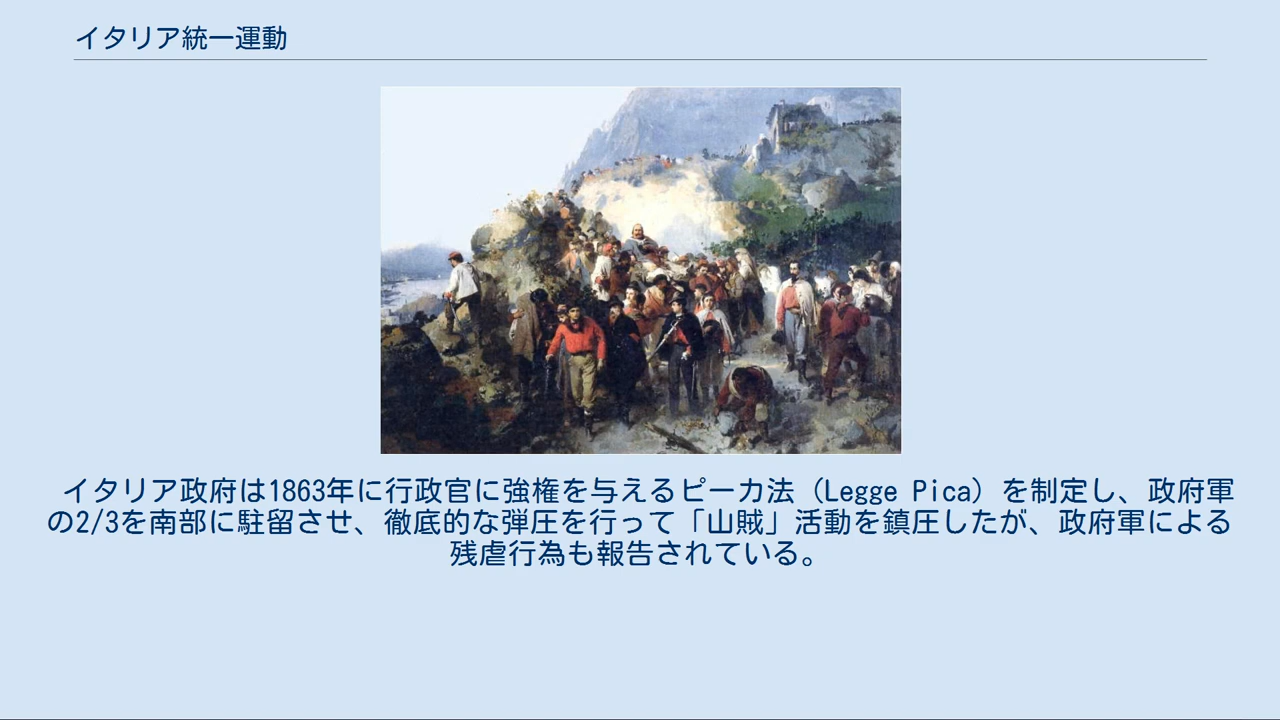 イタリア統一運動
イタリア政府は1863年に行政官に強権を与えるピーカ法（Legge Pica）を制定し、政府軍
の2/3を南部に駐留させ、徹底的な弾圧を行って「山賊」活動を鎮圧したが、政府軍による
残虐行為も報告されている。